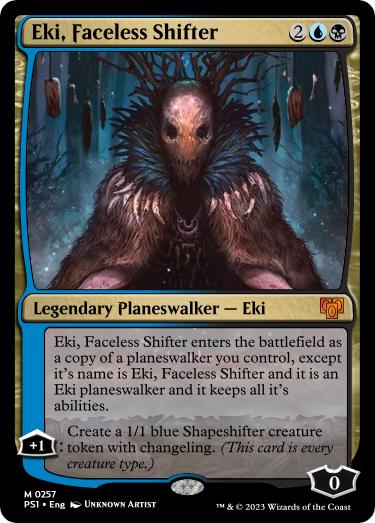 Eki, Faceless Shifter 2
Legendary Planeswalker — Eki
Eki, Faceless Shifter enters the battlefield as
a copy of a planeswalker you control, except
it's name is Eki, Faceless Shifter and it is an
Eki planeswalker and it keeps all it's
abilities.
+1 : Create a 1/1 blue Shapeshifter creature
token with changeling. (This card is every
creature type.)
0
M 0257
PS1 • Eng Unknown Artist
™ & © 2023 Wizards of the Coast